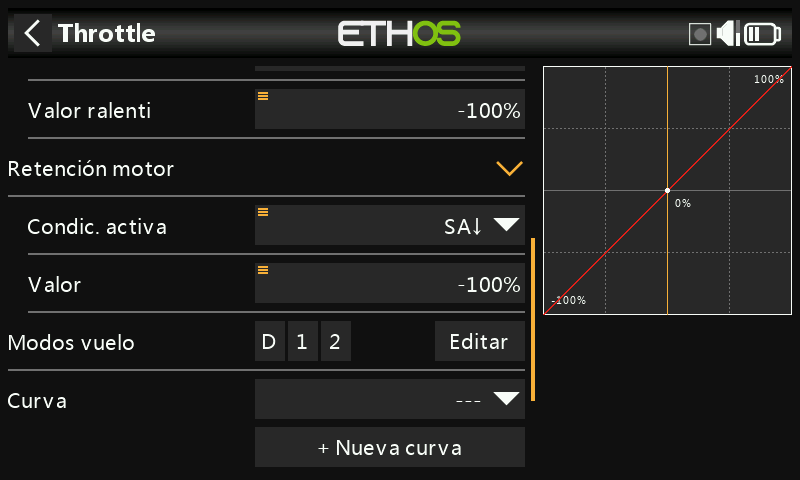 Throttle
ETHOS
Valor ralenti
-100%
Retención motor
Condic. activa
SA↓
Valor
-100%
Modos vuelo
D 1 2
Editar
Curva
---
+ Nueva curva
100%
0%
-100%